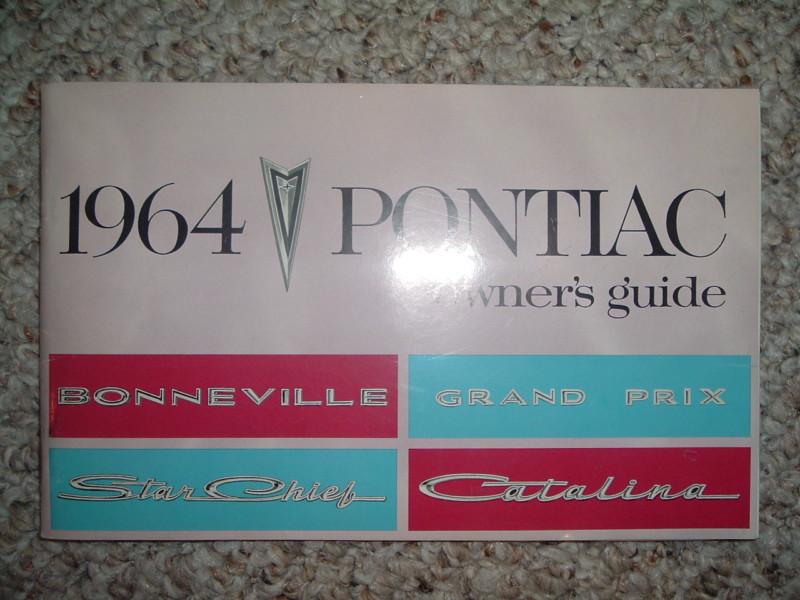 1964 PONTIAC
owner's guide
BONNEVILLE GRAND PRIX
Star Chief Catalina